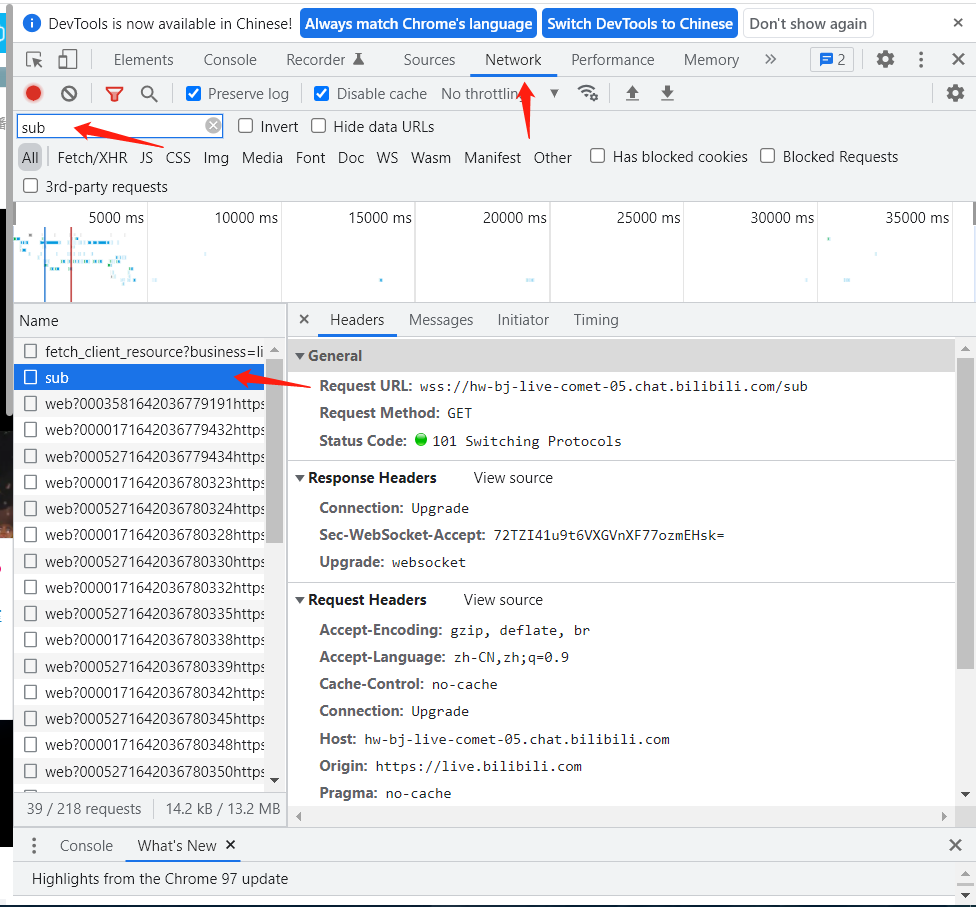 DevTools is now available in Chinese! Always match Chrome's language Switch DevTools to Chinese Don't show again
Elements Console Recorder Sources Network Performance Memory 2
Preserve log Disable cache No throttlin
sub Invert Hide data URLs
All Fetch/XHR JS CSS Img Media Font Doc WS Wasm Manifest Other Has blocked cookies Blocked Requests
3rd-party requests
5000 ms 10000 ms 15000 ms 20000 ms 25000 ms 30000 ms 35000 ms
Name
fetch_client_resource?business=li
sub
web?0003581642036779191https
web?0000171642036779432https
web?0005271642036779434https
web?0000171642036780323https
web?0005271642036780324https
web?0000171642036780328https
web?0005271642036780330https
web?0000171642036780332https
web?0005271642036780335https
web?0000171642036780338https
web?0005271642036780339https
web?0000171642036780342https
web?0005271642036780345https
web?0000171642036780348https
web?0005271642036780350https
39 / 218 requests 14.2 kB / 13.2 MB
Headers Messages Initiator Timing
General
Request URL: wss://hw-bj-live-comet-05.chat.bilibili.com/sub
Request Method: GET
Status Code: 101 Switching Protocols
Response Headers View source
Connection: Upgrade
Sec-WebSocket-Accept: 72TZI41u9t6VXGVnXF77ozmEHsk=
Upgrade: websocket
Request Headers View source
Accept-Encoding: gzip, deflate, br
Accept-Language: zh-CN,zh;q=0.9
Cache-Control: no-cache
Connection: Upgrade
Host: hw-bj-live-comet-05.chat.bilibili.com
Origin: https://live.bilibili.com
Pragma: no-cache
Console What's New
Highlights from the Chrome 97 update